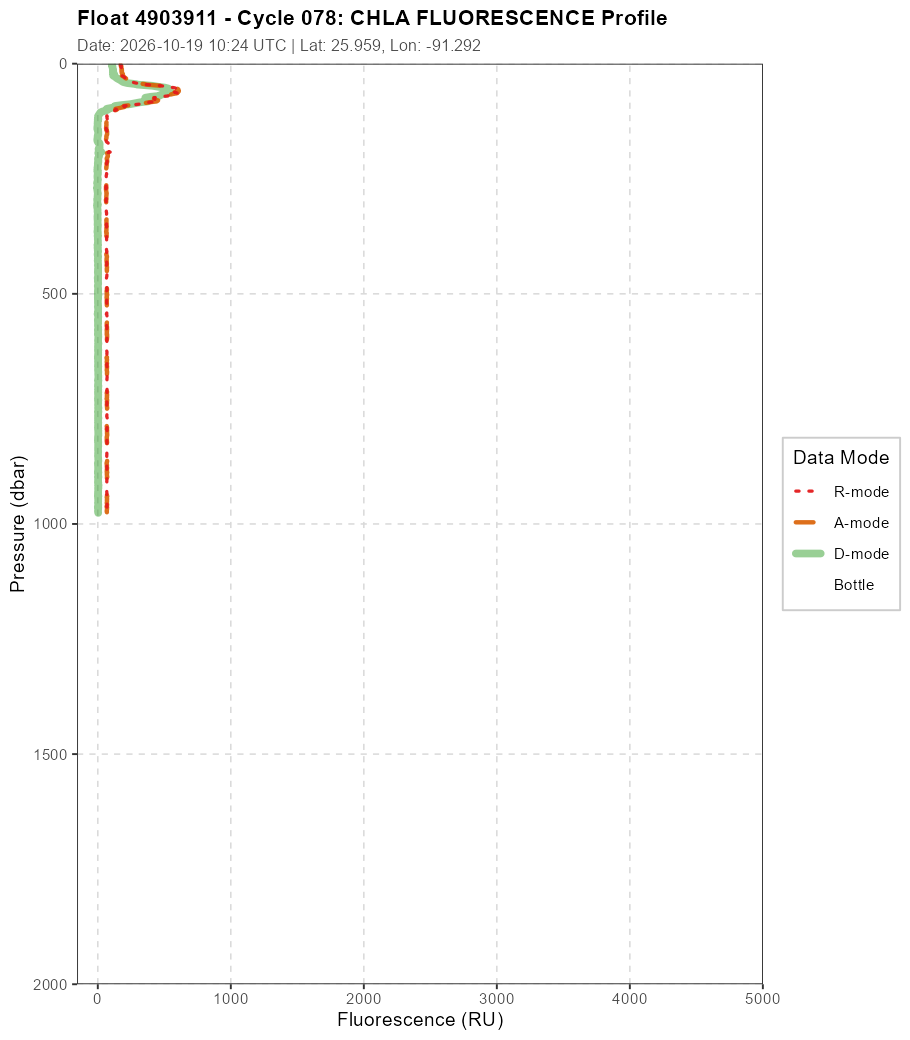 Float 4903911 - Cycle 078: CHLA FLUORESCENCE Profile
Date: 2026-10-19 10:24 UTC | Lat: 25.959, Lon: -91.292
0
500
1000
1500
2000
Pressure (dbar)
0 1000 2000 3000 4000 5000
Fluorescence (RU)
Data Mode
R-mode
A-mode
D-mode
Bottle